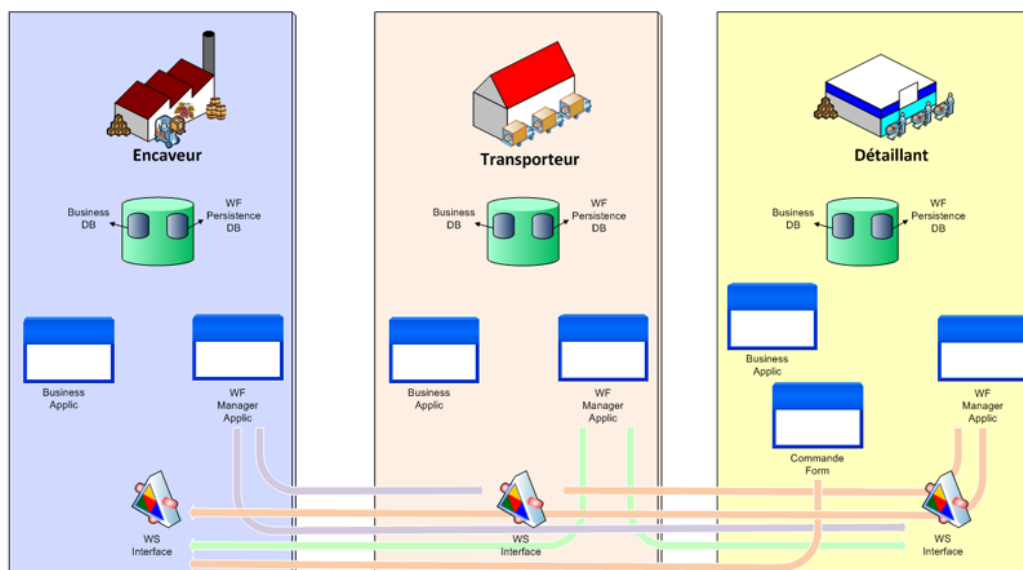 Encaveur
Transporteur
Détaillant
Business
DB
WF
Persistence
DB
Business
DB
WF
Persistence
DB
Business
DB
WF
Persistence
DB
Business
Applic
WF
Manager
Applic
Business
Applic
WF
Manager
Applic
Business
Applic
WF
Manager
Applic
Commande
Form
WS
Interface
WS
Interface
WS
Interface